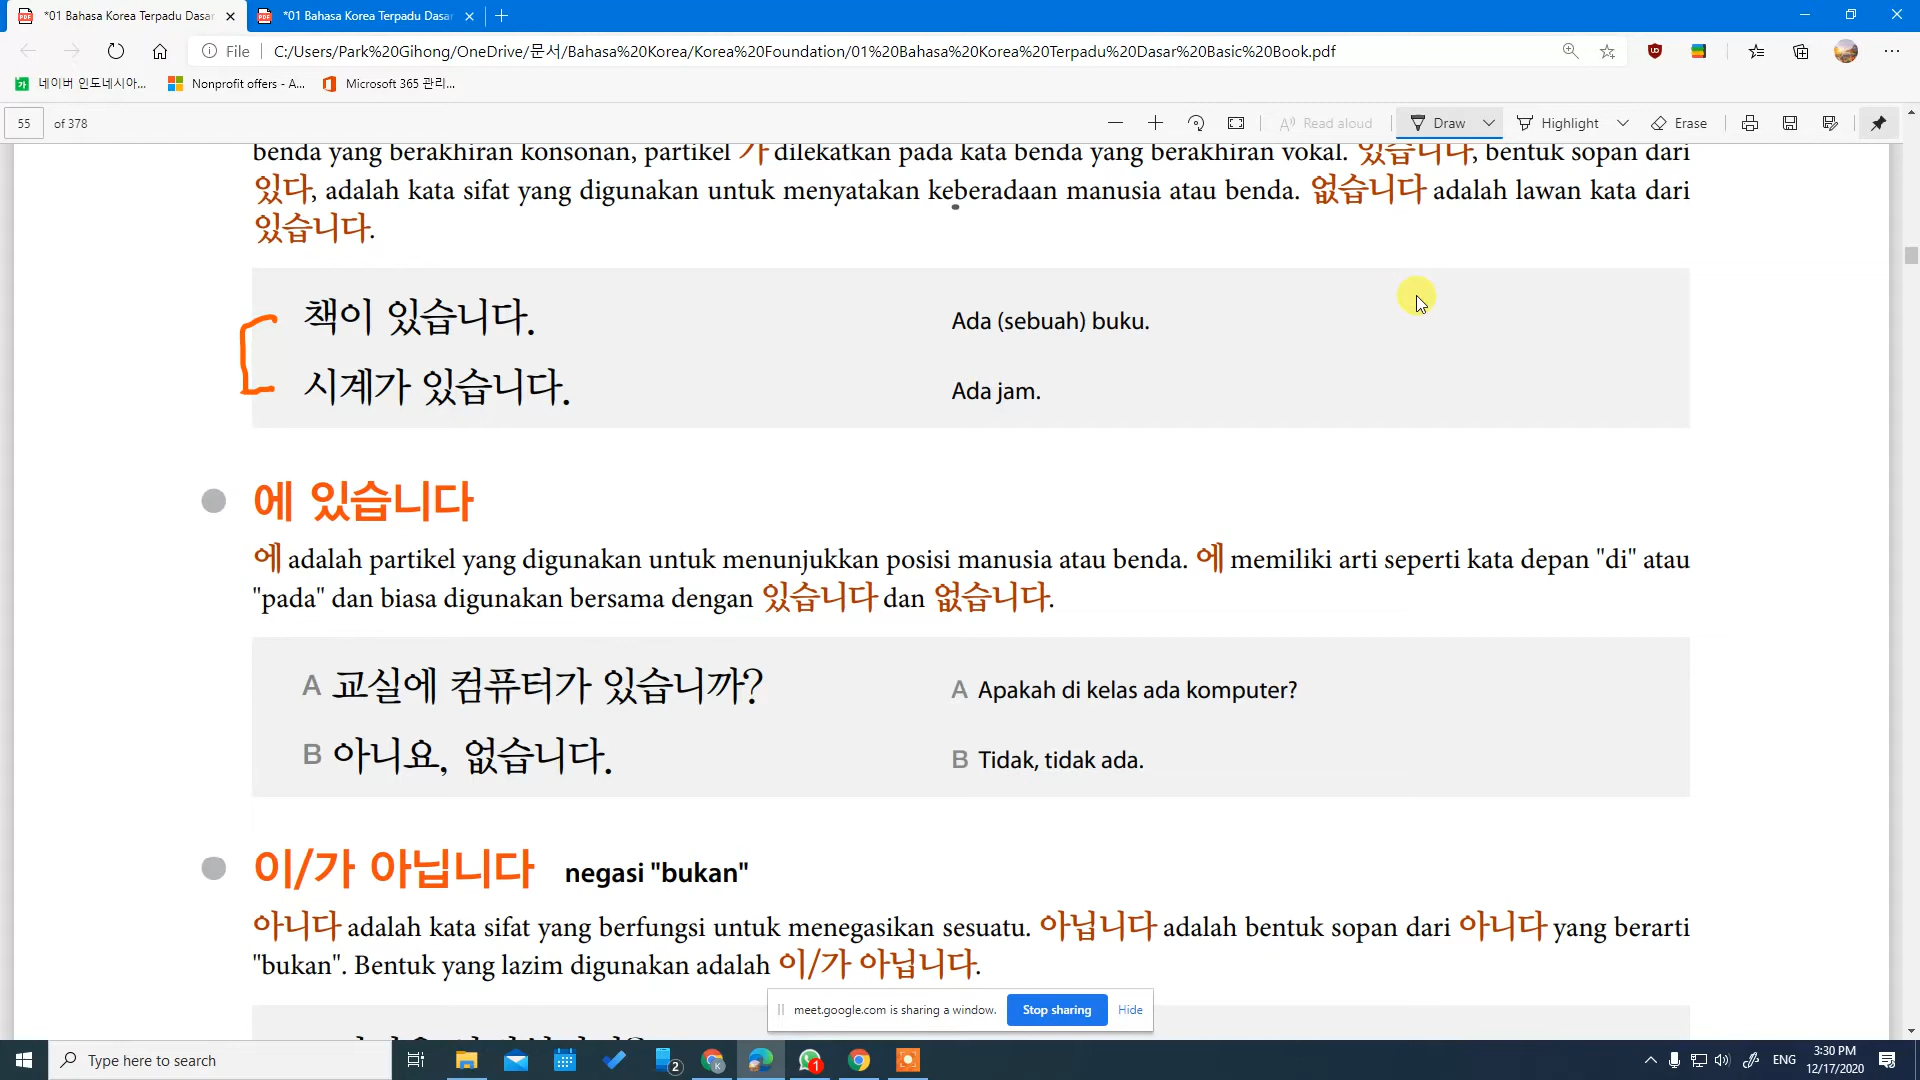 *01 Bahasa Korea Terpadu Dasar
*01 Bahasa Korea Terpadu Dasar
File
C:/Users/Park%20Gihong/OneDrive/문서/Bahasa%20Korea/Korea%20Foundation/01%20Bahasa%20Korea%20Terpadu%20Dasar%20Basic%20Book.pdf
네이버 인도네시아...
Nonprofit offers - A...
Microsoft 365 관리...
55 of 378
Read aloud
Draw
Highlight
Erase
benda yang berakhiran konsonan, partikel 가 dilekatkan pada kata benda yang berakhiran vokal. 있습니다, bentuk sopan dari
있다, adalah kata sifat yang digunakan untuk menyatakan keberadaan manusia atau benda. 없습니다 adalah lawan kata dari
있습니다.
책이 있습니다. Ada (sebuah) buku.
시계가 있습니다. Ada jam.
에 있습니다
에 adalah partikel yang digunakan untuk menunjukkan posisi manusia atau benda. 에 memiliki arti seperti kata depan "di" atau
"pada" dan biasa digunakan bersama dengan 있습니다 dan 없습니다.
A 교실에 컴퓨터가 있습니까? A Apakah di kelas ada komputer?
B 아니요, 없습니다. B Tidak, tidak ada.
이/가 아닙니다 negasi "bukan"
아니다 adalah kata sifat yang berfungsi untuk menegasikan sesuatu. 아닙니다 adalah bentuk sopan dari 아니다 yang berarti
"bukan". Bentuk yang lazim digunakan adalah 이/가 아닙니다.
meet.google.com is sharing a window.
Stop sharing
Hide
Type here to search
2
K
1
ENG
3:30 PM
12/17/2020